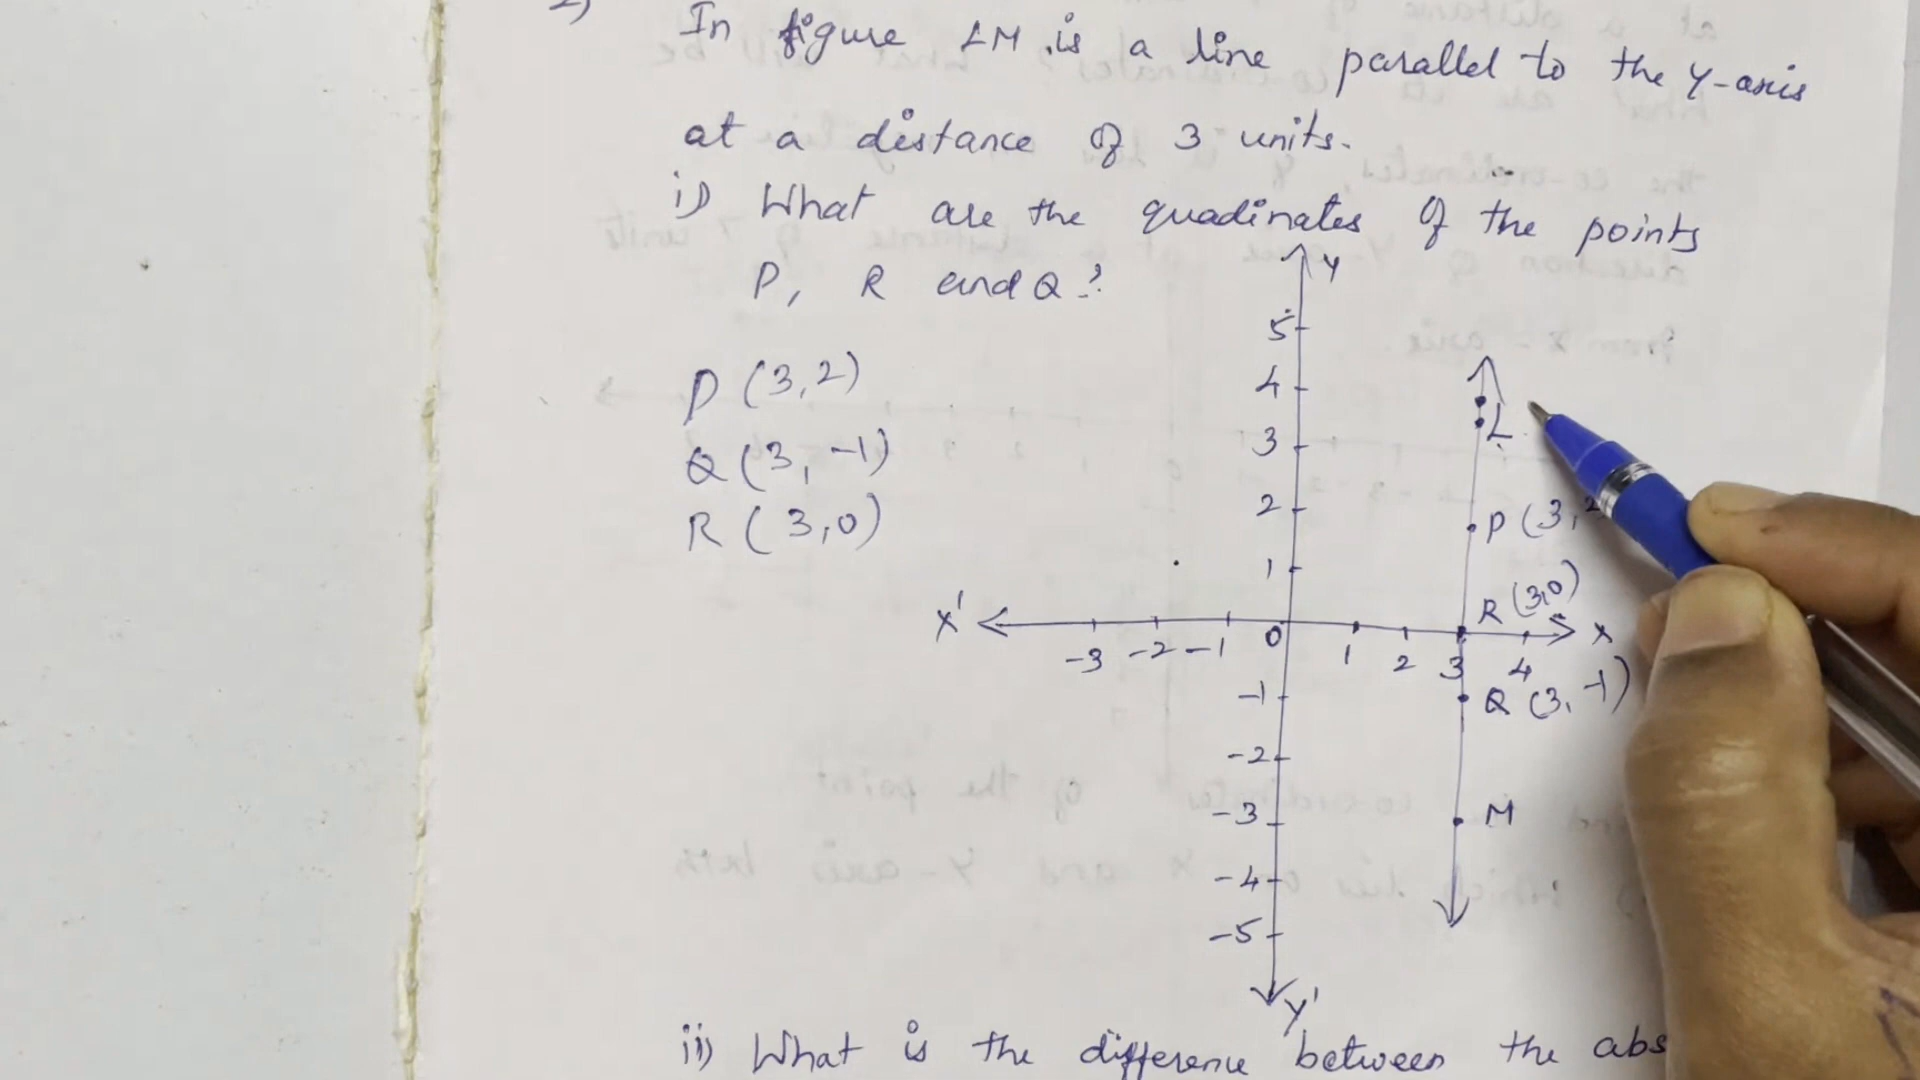 2)
In figure LM is a line parallel to the Y-axis
at a distance of 3 units.
i) What are the quadinates of the points
P, R and Q?
P (3,2)
Q (3,-1)
R (3,0)
Y
5
4
3
2
1
0
-1
-2
-3
-4
-5
Y'
X'
-3 -2 -1
1 2 3 4
X
L
P (3,2
R (3,0)
Q (3,-1)
M
ii) What is the difference between the abs